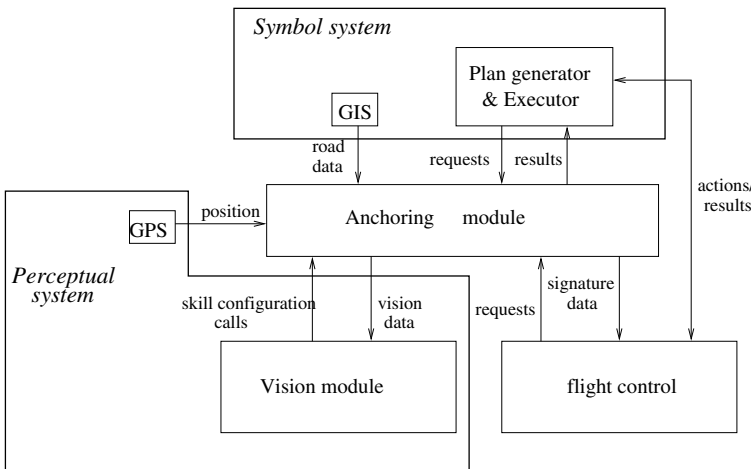 Symbol system
Plan generator
& Executor
GIS
road
data
requests
results
actions/
results
position
GPS
Anchoring module
Perceptual
system
skill configuration
calls
vision
data
requests
signature
data
Vision module
flight control